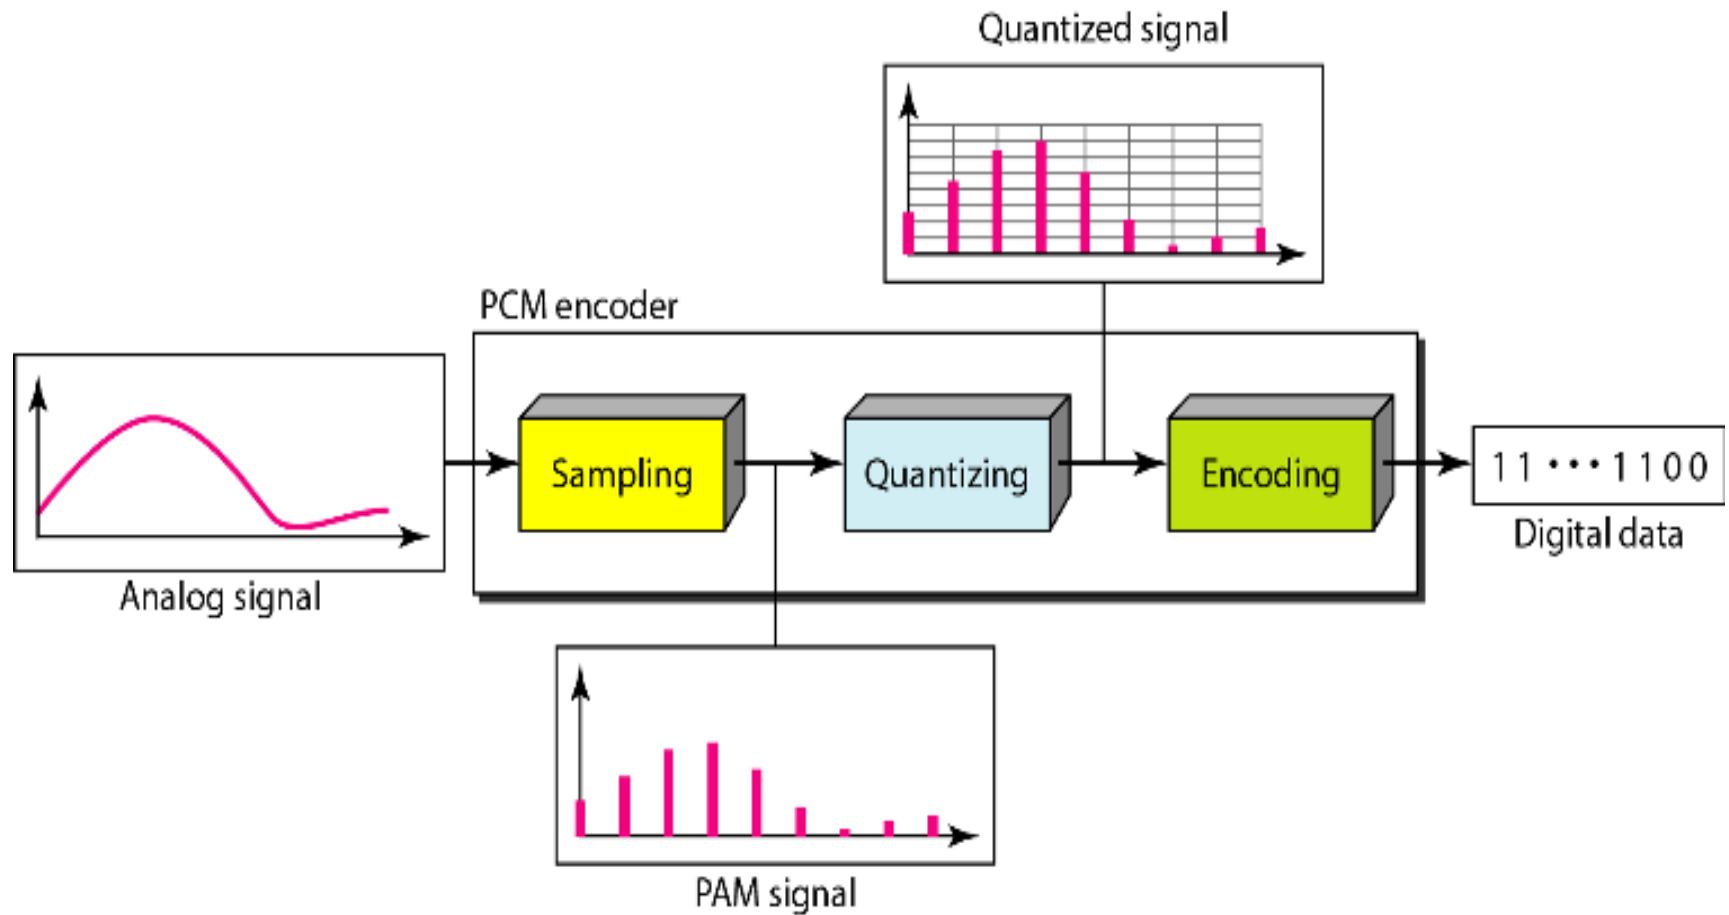 Quantized signal
PCM encoder
Sampling
Quantizing
Encoding
11···1100
Digital data
Analog signal
PAM signal